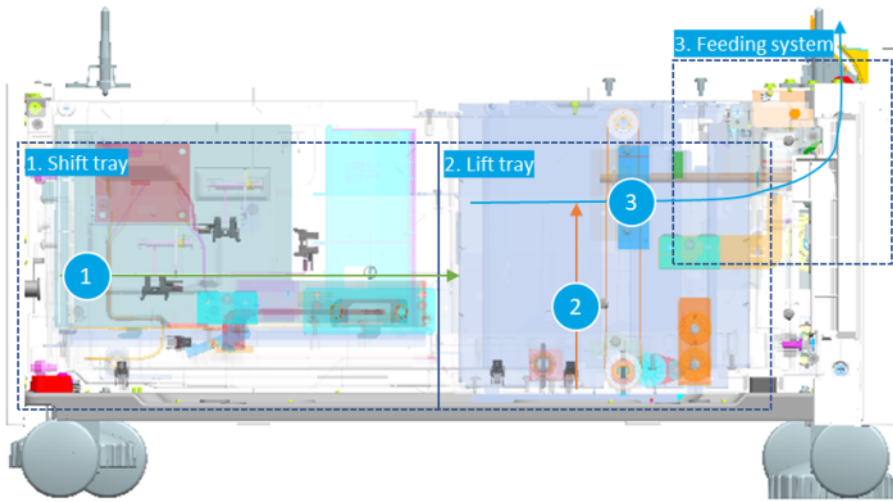 3. Feeding system
1. Shift tray
2. Lift tray
3
1
2